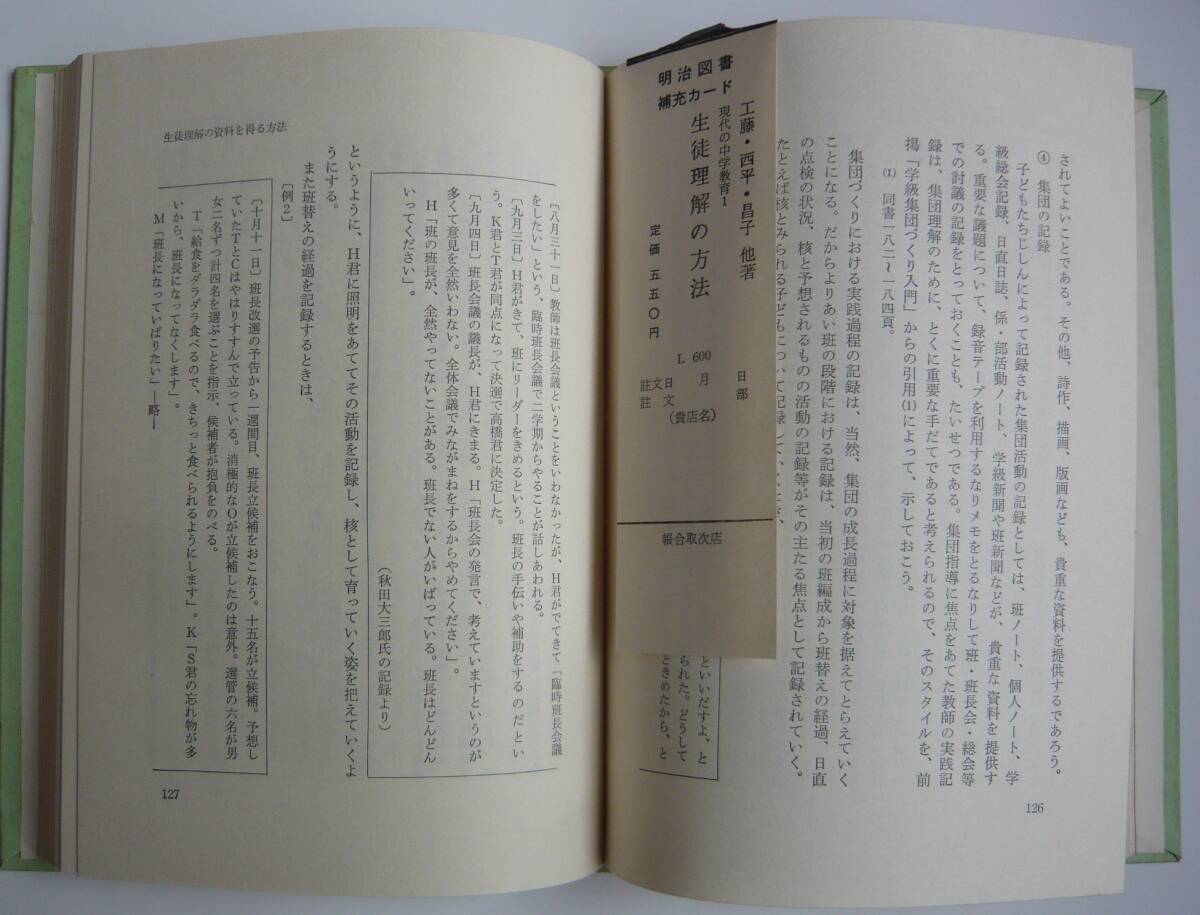 されてよいことである。その他、詩作、描画、版画なども、貴重な資料を提供するであろう。
④ 集団の記録
子どもたちじしんによって記録された集団活動の記録としては、班ノート、個人ノート、学
級総会記録、日直日誌、係・部活動ノート、学級新聞や班新聞などが、貴重な資料を提供す
る。重要な議題について、録音テープを利用するなりメモをとるなりして班・班長会・総会等
での討議の記録をとっておくことも、たいせつである。集団指導に焦点をあてた教師の実践記
録は、集団理解のために、とくに重要な手だてであると考えられるので、そのスタイルを、前
掲「学級集団づくり入門」からの引用(1)によって、示しておこう。
(1) 同書一八二～一八四頁。
集団づくりにおける実践過程の記録は、当然、集団の成長過程に対象を据えてとらえていく
ことになる。だからよりあい班の段階における記録は、当初の班編成から班替えの経過、日直
の点検の状況、核と予想されるものの活動の記録等がその主たる焦点として記録されていく。
たとえば核とみられる子どもについて記録していくとき、
といいだすよ、と
られた。どうして
ときめたから、と
126
明治図書
補充カード
工藤・西平・昌子 他著
現代の中学教育1
生徒理解の方法
定価 五五〇円
L 600
註文日 月 日
註文 部
(貴店名)
帳合取次店
生徒理解の資料を得る方法
〔八月三十一日〕教師は班長会議ということをいわなかったが、H君がでてきて「臨時班長会議
をしたい」という、臨時班長会議で二学期からやることが話しあわれる。
〔九月三日〕H君がきて、班にリーダーをきめるという。班長の手伝いや補助をするのだとい
う。K君とT君が同点になって決選で高橋君に決定した。
〔九月四日〕班長会議の議長が、H君にきまる。H「班長会の発言で、考えていますというのが
多くて意見を全然いわない。全体会議でみながまねをするからやめてください」。
H「班の班長が、全然やってないことがある。班長でない人がいばっている。班長はどんどん
いってください」。
(秋田大三郎氏の記録より)
というように、H君に照明をあててその活動を記録し、核として育っていく姿を把えていくよ
うにする。
また班替えの経過を記録するときは、
〔例2〕
〔十月十一日〕班長改選の予告から一週間目、班長立候補をおこなう。十五名が立候補。予想し
ていたTとCはやはりすすんで立っている。消極的なOが立候補したのは意外。選管の六名が男
女二名ずつ計四名を選ぶことを指示、候補者が抱負をのべる。
T「給食をダラダラ食べるので、きちっと食べられるようにします」。K「S君の忘れ物が多
いから、班長になってなくします」。
M「班長になっていばりたい」―略―
127